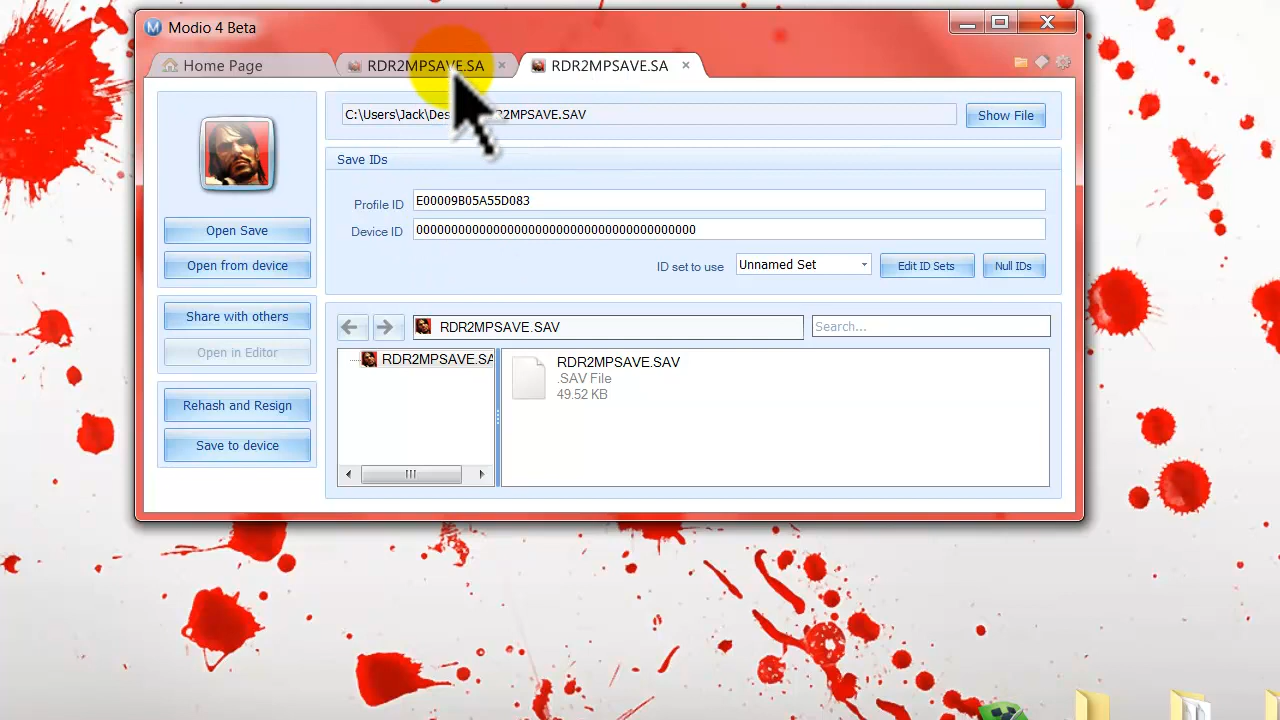 Modio 4 Beta
Home Page
RDR2MPSAVE.SA
RDR2MPSAVE.SA
C:\Users\Jack\Des R2MPSAVE.SAV
Show File
Save IDs
Profile ID
E00009B05A55D083
Device ID
0000000000000000000000000000000000000000
ID set to use
Unnamed Set
Edit ID Sets
Null IDs
Open Save
Open from device
Share with others
Open in Editor
Rehash and Resign
Save to device
RDR2MPSAVE.SAV
Search...
RDR2MPSAVE.SA
RDR2MPSAVE.SAV
.SAV File
49.52 KB